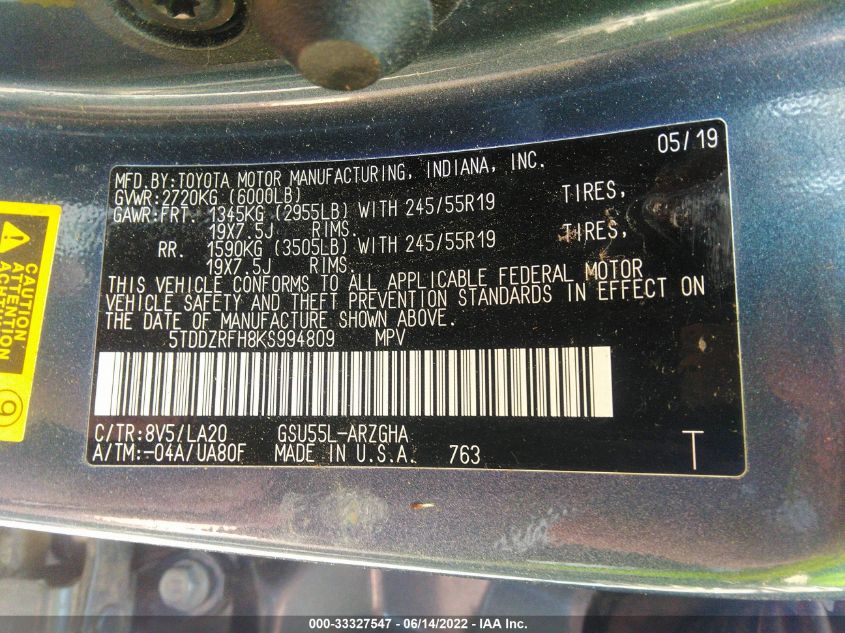 05/19
MFD.BY:TOYOTA MOTOR MANUFACTURING, INDIANA, INC.
GVWR:2720KG (6000LB)
GAWR:FRT. 1345KG (2955LB) WITH 245/55R19 TIRES,
19X7.5J RIMS.
RR. 1590KG (3505LB) WITH 245/55R19 TIRES,
19X7.5J RIMS.
THIS VEHICLE CONFORMS TO ALL APPLICABLE FEDERAL MOTOR
VEHICLE SAFETY AND THEFT PREVENTION STANDARDS IN EFFECT ON
THE DATE OF MANUFACTURE SHOWN ABOVE.
5TDDZRFH8KS994809 MPV
C/TR:8V5/LA20 GSU55L-ARZGHA
A/TM:-04A/UA80F MADE IN U.S.A. 763 T
CAUTION
ATTENTION
9
000-33327547 - 06/14/2022 - IAA Inc.